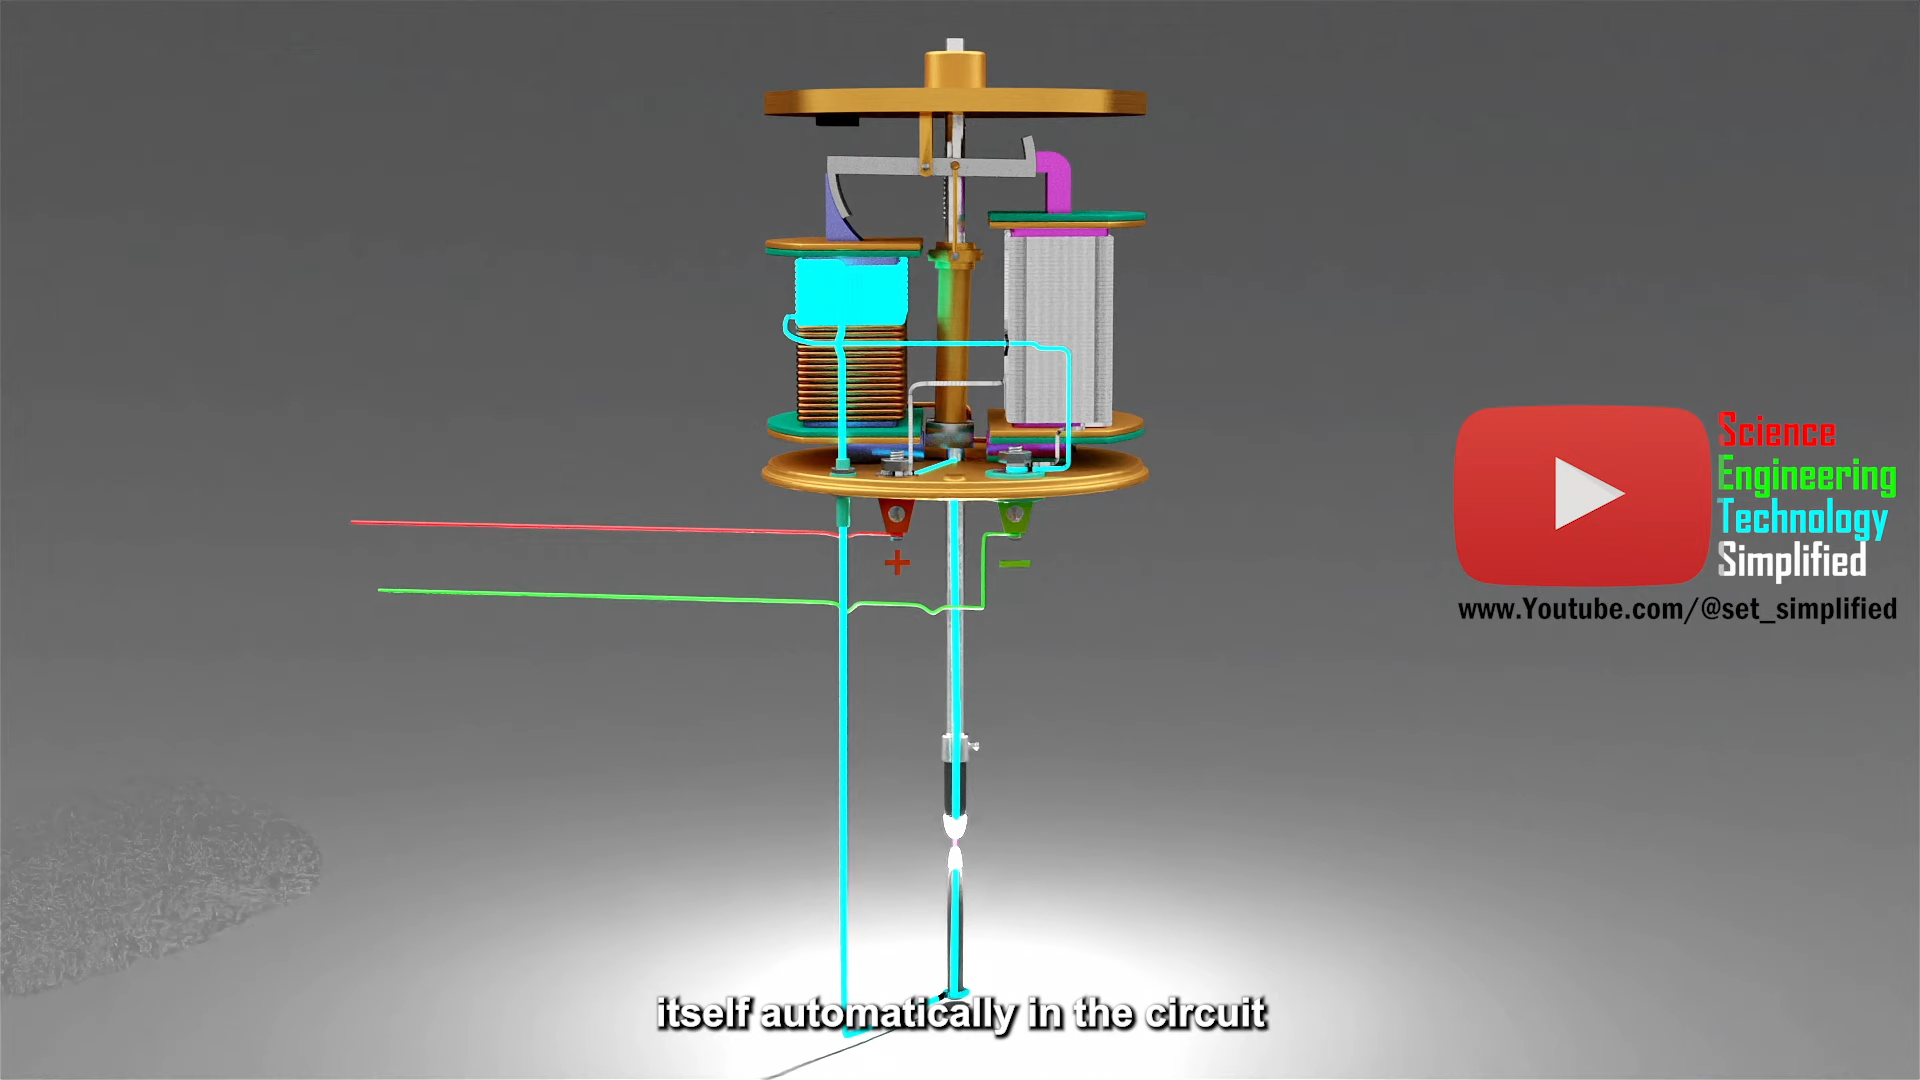 + −
Science
Engineering
Technology
Simplified
www.Youtube.com/@set_simplified
itself automatically in the circuit